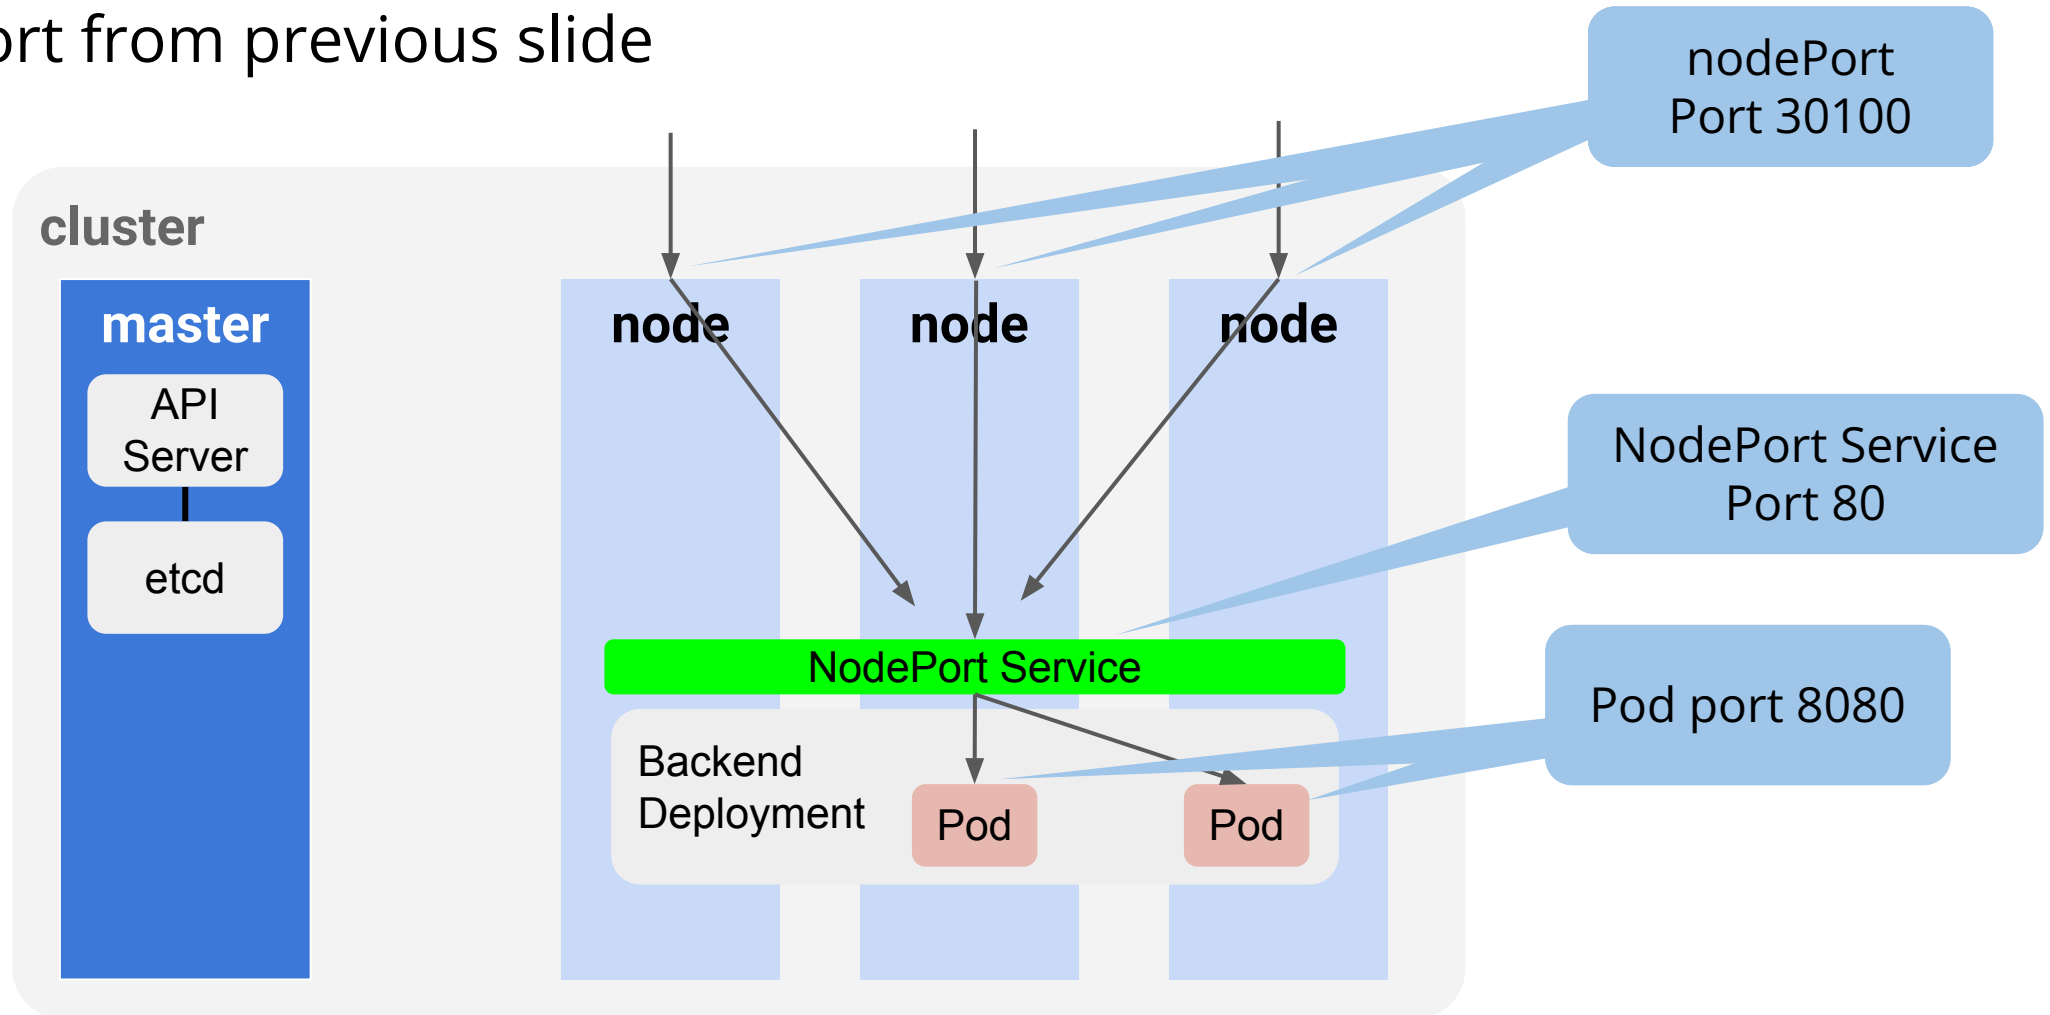 ort from previous slide
nodePort
Port 30100
cluster
master
node
node
node
API
Server
etcd
NodePort Service
Port 80
NodePort Service
Pod port 8080
Backend
Deployment
Pod
Pod